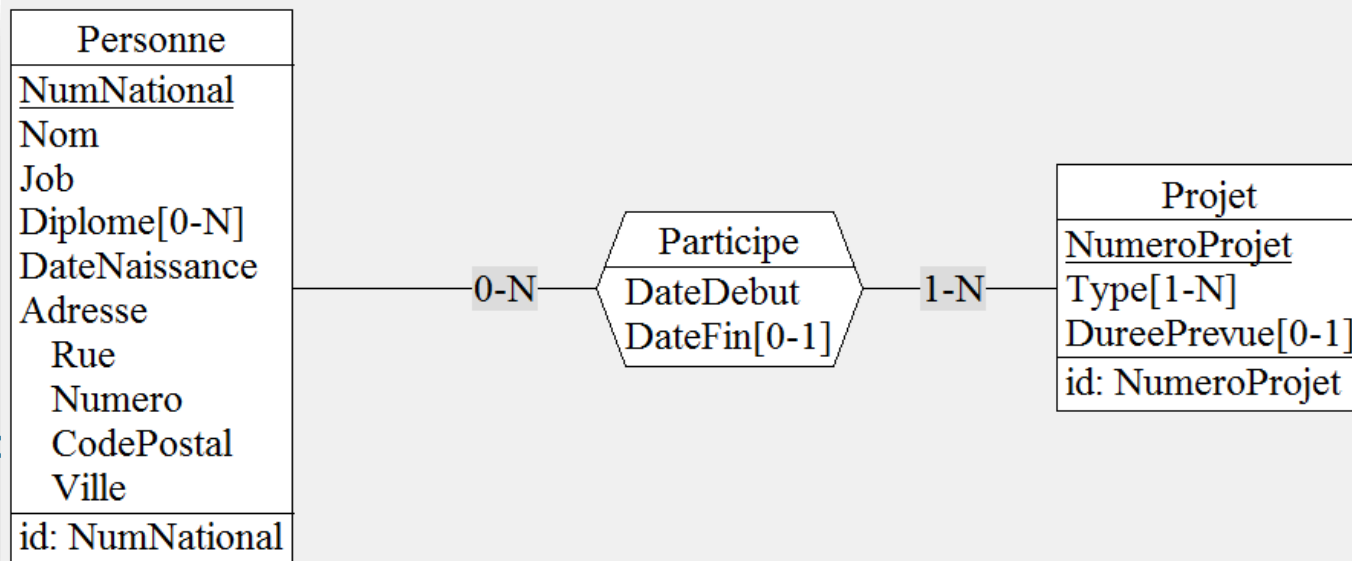 Personne
NumNational
Nom
Job
Diplome[0-N]
DateNaissance
Adresse
Rue
Numero
CodePostal
Ville
id: NumNational
0-N
Participe
DateDebut
DateFin[0-1]
1-N
Projet
NumeroProjet
Type[1-N]
DureePrevue[0-1]
id: NumeroProjet